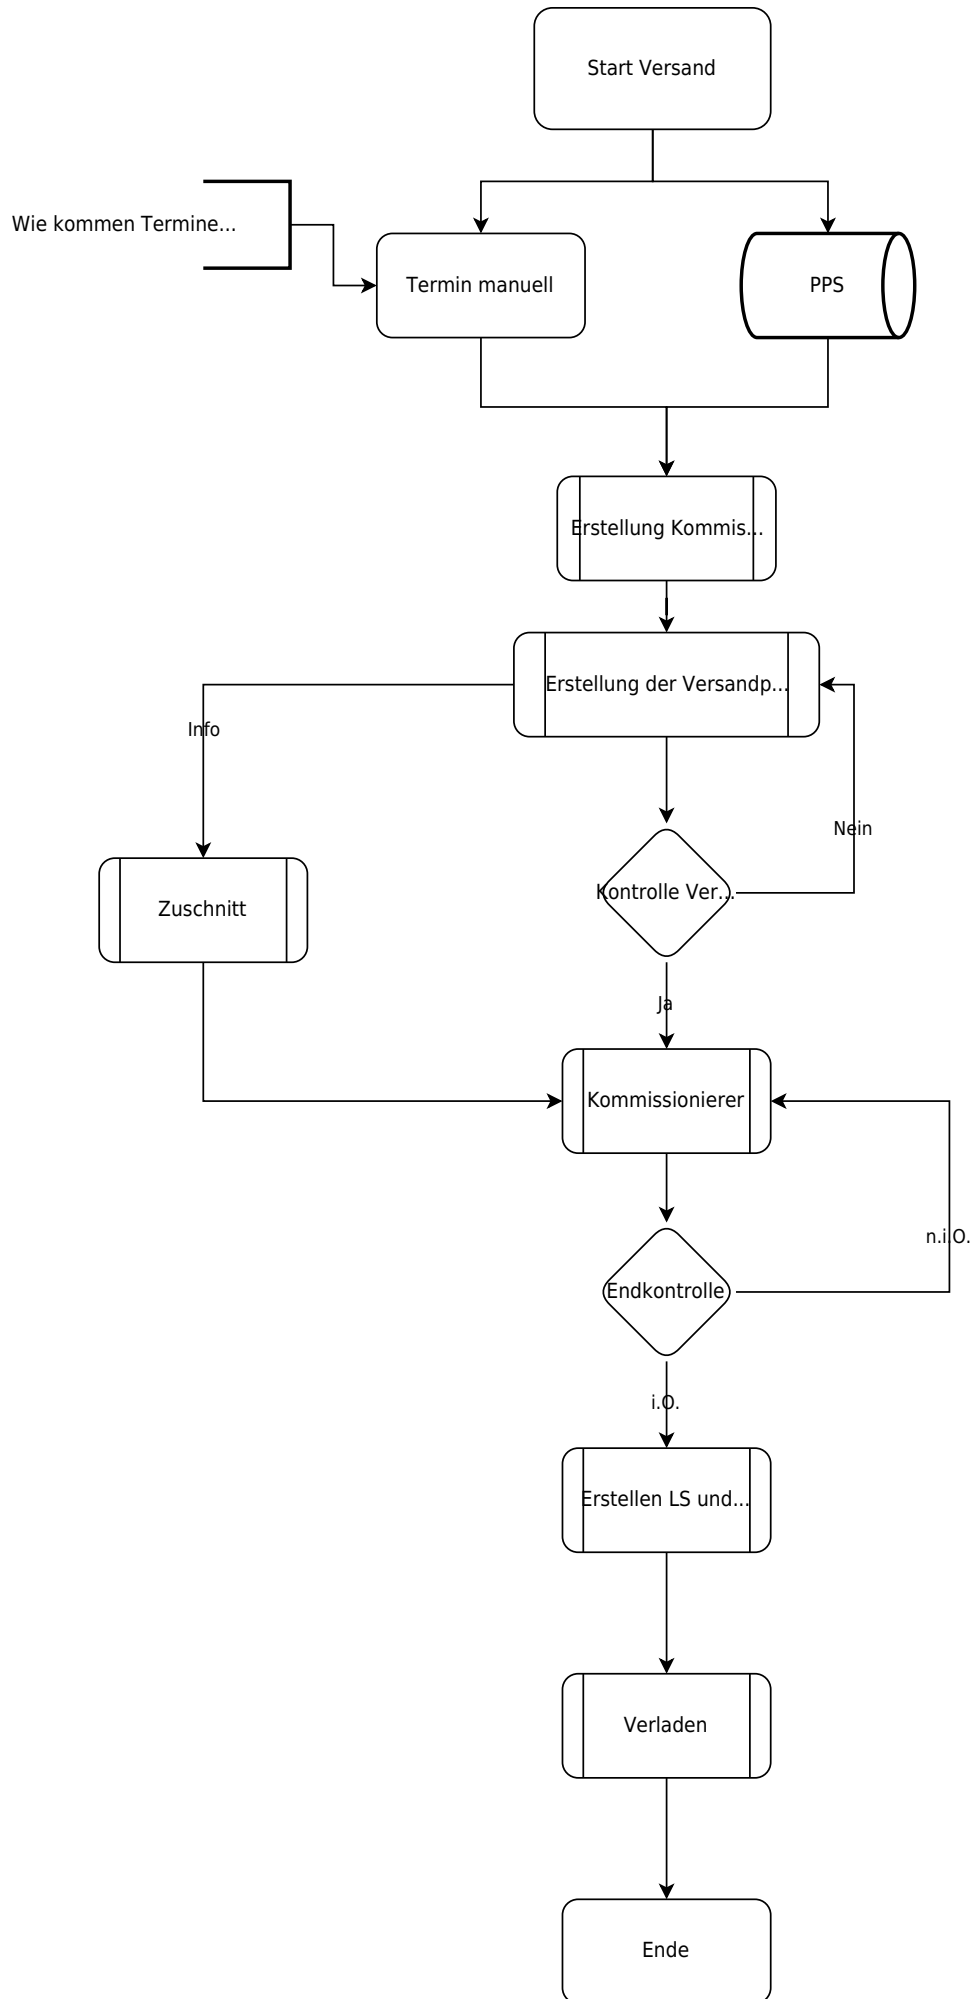 Start Versand
Wie kommen Termine...
Termin manuell
PPS
Erstellung Kommis...
Erstellung der Versandp...
Info
Nein
Kontrolle Ver...
Zuschnitt
Ja
Kommissionierer
n.i.O.
Endkontrolle
i.O.
Erstellen LS und...
Verladen
Ende